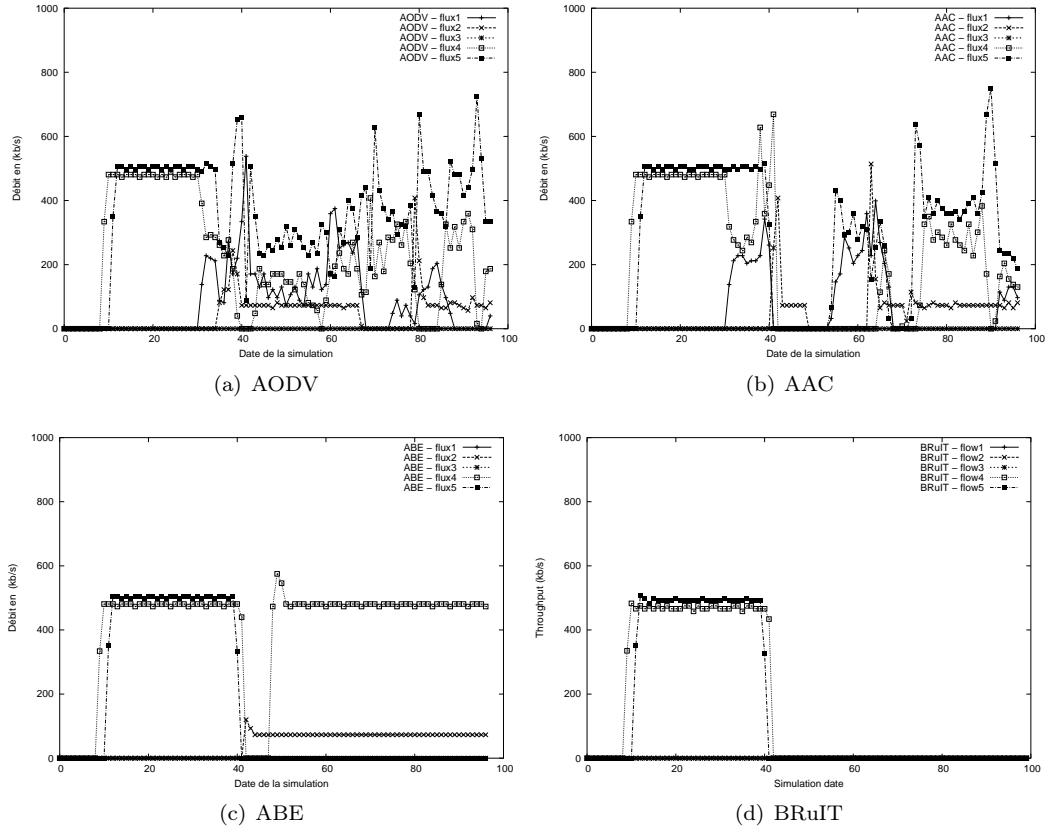 1000
800
600
400
200
0
Débit en (kb/s)
AODV – flux1
AODV – flux2
AODV – flux3
AODV – flux4
AODV – flux5
0 20 40 60 80 100
Date de la simulation
(a) AODV
1000
800
600
400
200
0
Débit en (kb/s)
AAC – flux1
AAC – flux2
AAC – flux3
AAC – flux4
AAC – flux5
0 20 40 60 80 100
Date de la simulation
(b) AAC
1000
800
600
400
200
0
Débit en (kb/s)
ABE – flux1
ABE – flux2
ABE – flux3
ABE – flux4
ABE – flux5
0 20 40 60 80 100
Date de la simulation
(c) ABE
1000
800
600
400
200
0
Throughput (kb/s)
BRuIT – flow1
BRuIT – flow2
BRuIT – flow3
BRuIT – flow4
BRuIT – flow5
0 20 40 60 80 100
Simulation date
(d) BRuIT